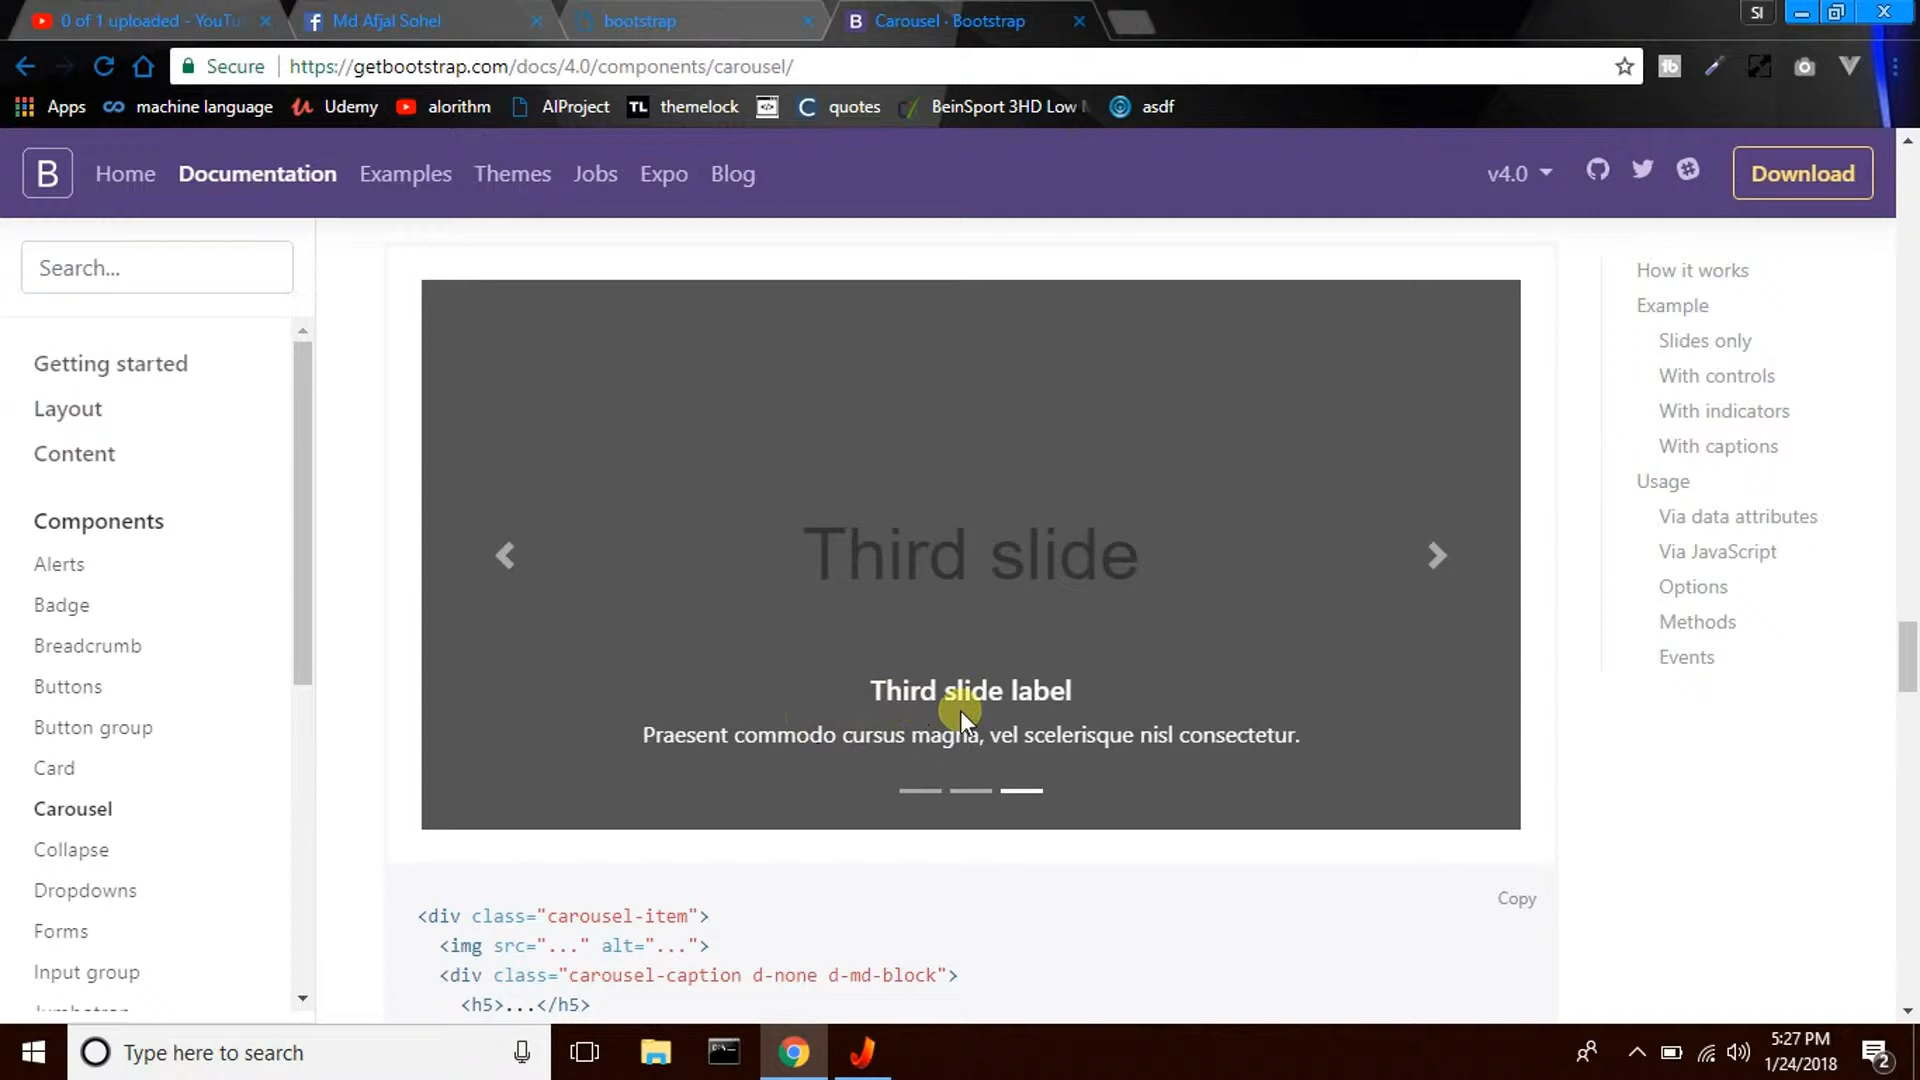 0 of 1 uploaded - YouTu
Md Afjal Sohel
bootstrap
B Carousel · Bootstrap
SI
Secure
https://getbootstrap.com/docs/4.0/components/carousel/
Apps
machine language
Udemy
alorithm
AIProject
TL themelock
quotes
BeinSport 3HD Low
asdf
B
Home
Documentation
Examples
Themes
Jobs
Expo
Blog
v4.0
Download
Search...
Getting started
Layout
Content
Components
Alerts
Badge
Breadcrumb
Buttons
Button group
Card
Carousel
Collapse
Dropdowns
Forms
Input group
Third slide
Third slide label
Praesent commodo cursus magna, vel scelerisque nisl consectetur.
Copy
<div class="carousel-item">
<img src="..." alt="...">
<div class="carousel-caption d-none d-md-block">
<h5>...</h5>
How it works
Example
Slides only
With controls
With indicators
With captions
Usage
Via data attributes
Via JavaScript
Options
Methods
Events
Type here to search
5:27 PM
1/24/2018
2